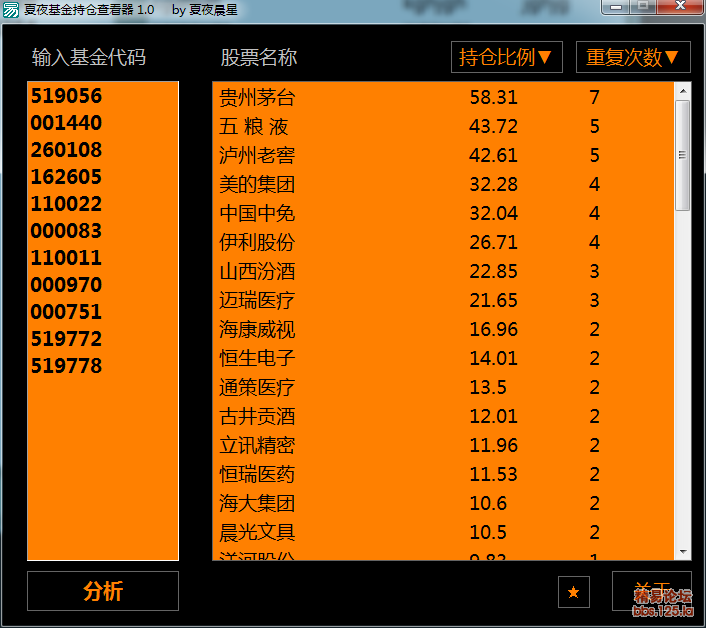 夏夜基金持仓查看器 1.0 by 夏夜晨星
输入基金代码 股票名称 持仓比例▼ 重复次数▼
519056
001440
260108
162605
110022
000083
110011
000970
000751
519772
519778
贵州茅台 58.31 7
五 粮 液 43.72 5
泸州老窖 42.61 5
美的集团 32.28 4
中国中免 32.04 4
伊利股份 26.71 4
山西汾酒 22.85 3
迈瑞医疗 21.65 3
海康威视 16.96 2
恒生电子 14.01 2
通策医疗 13.5 2
古井贡酒 12.01 2
立讯精密 11.96 2
恒瑞医药 11.53 2
海大集团 10.6 2
晨光文具 10.5 2
洋河股份 9.83 1
分析 ★ 关于
精易论坛
bbs.125.la